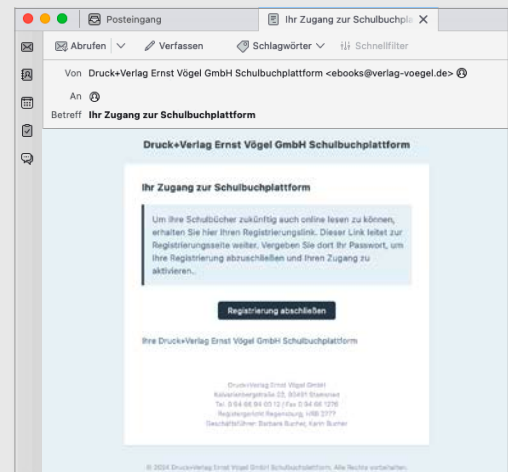 Posteingang
Ihr Zugang zur Schulbuchpla
Abrufen
Verfassen
Schlagwörter
Schnellfilter
Von Druck+Verlag Ernst Vögel GmbH Schulbuchplattform <ebooks@verlag-voegel.de>
An
Betreff Ihr Zugang zur Schulbuchplattform
Druck+Verlag Ernst Vögel GmbH Schulbuchplattform
Ihr Zugang zur Schulbuchplattform
Um Ihre Schulbücher zukünftig auch online lesen zu können,
erhalten Sie hier Ihren Registrierungslink. Dieser Link leitet zur
Registrierungsseite weiter. Vergeben Sie dort Ihr Passwort, um
Ihre Registrierung abzuschließen und Ihren Zugang zu
aktivieren..
Registrierung abschließen
Ihre Druck+Verlag Ernst Vögel GmbH Schulbuchplattform
Druck+Verlag Ernst Vögel GmbH
Registergericht Regensburg, HRB
Geschäftsführer: Barbara Bucher, Karin
© 2024 Druck+Verlag Ernst Vögel GmbH Schulbuchplattform. Alle Rechte vorbehalten.